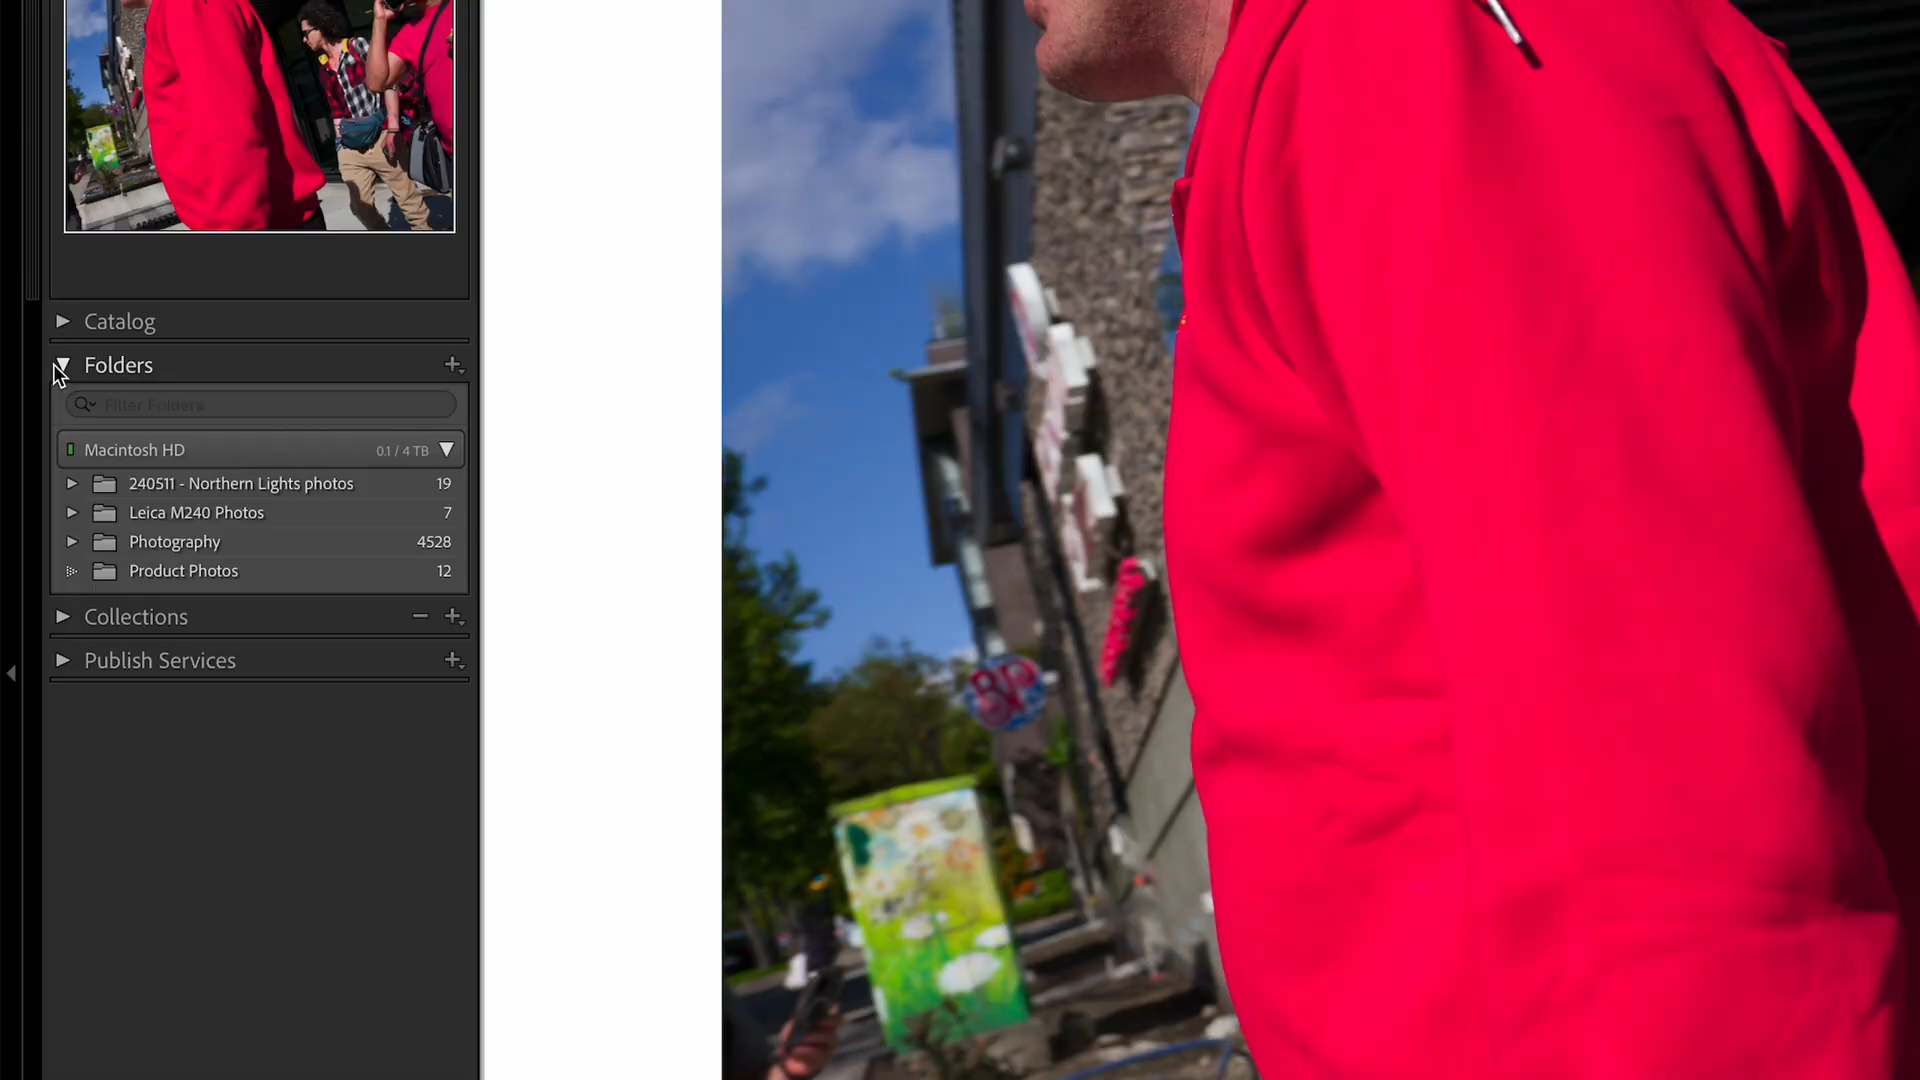 Catalog
Folders
Filter Folders
Macintosh HD 0.1 / 4 TB
240511 - Northern Lights photos 19
Leica M240 Photos 7
Photography 4528
Product Photos 12
Collections
Publish Services
BP